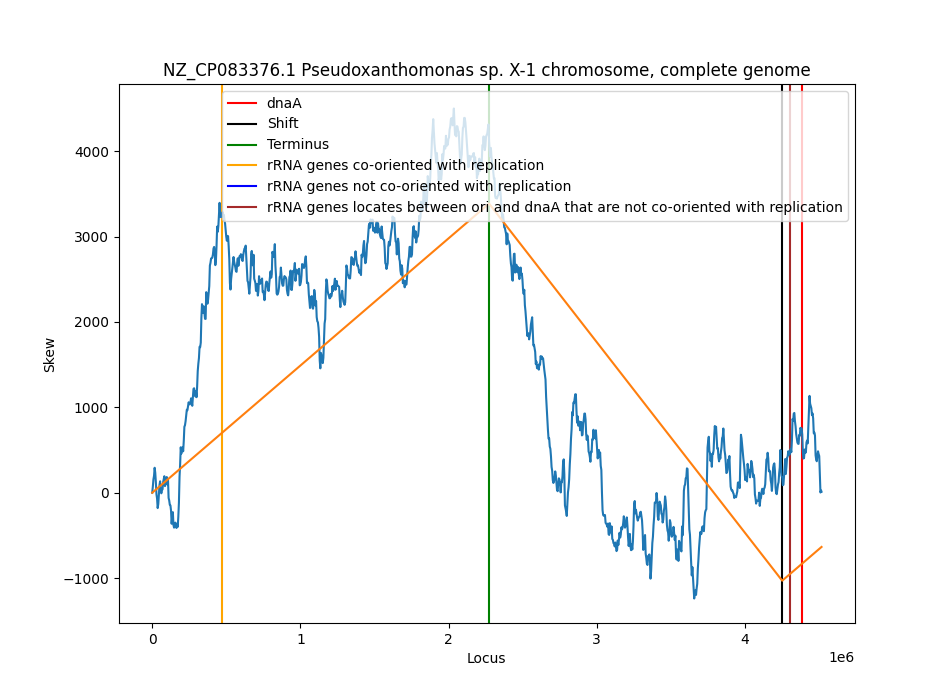 NZ_CP083376.1 Pseudoxanthomonas sp. X-1 chromosome, complete genome
dnaA
Shift
Terminus
rRNA genes co-oriented with replication
rRNA genes not co-oriented with replication
rRNA genes locates between ori and dnaA that are not co-oriented with replication
4000
3000
2000
1000
0
−1000
Skew
0 1 2 3 4
1e6
Locus